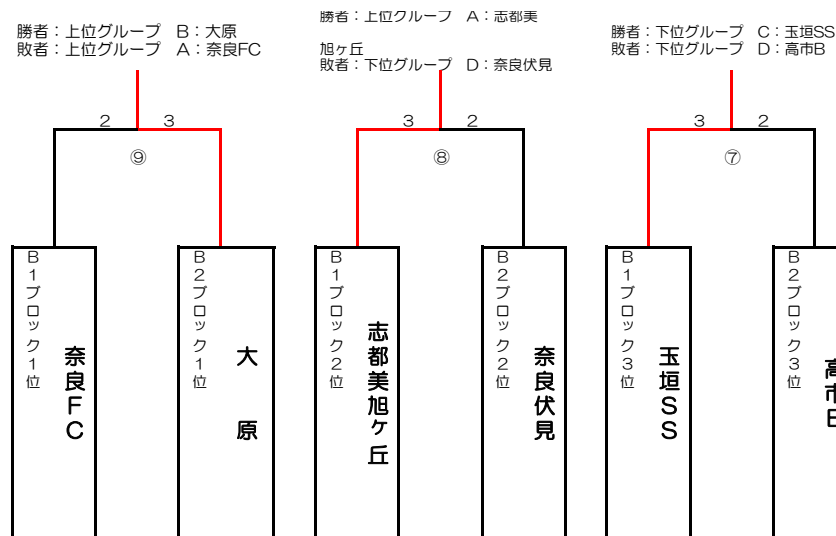 勝者：上位グループ　B：大原
敗者：上位グループ　A：奈良FC
勝者：上位グループ　A：志都美
旭ヶ丘
敗者：下位グループ　D：奈良伏見
勝者：下位グループ　C：玉垣SS
敗者：下位グループ　D：高市B
2　3
⑨
3　2
⑧
3　2
⑦
B1ブロック1位
奈良FC
B2ブロック1位
大　原
B1ブロック2位
志都美旭ケ丘
B2ブロック2位
奈良伏見
B1ブロック3位
玉垣SS
B2ブロック3位
高市B